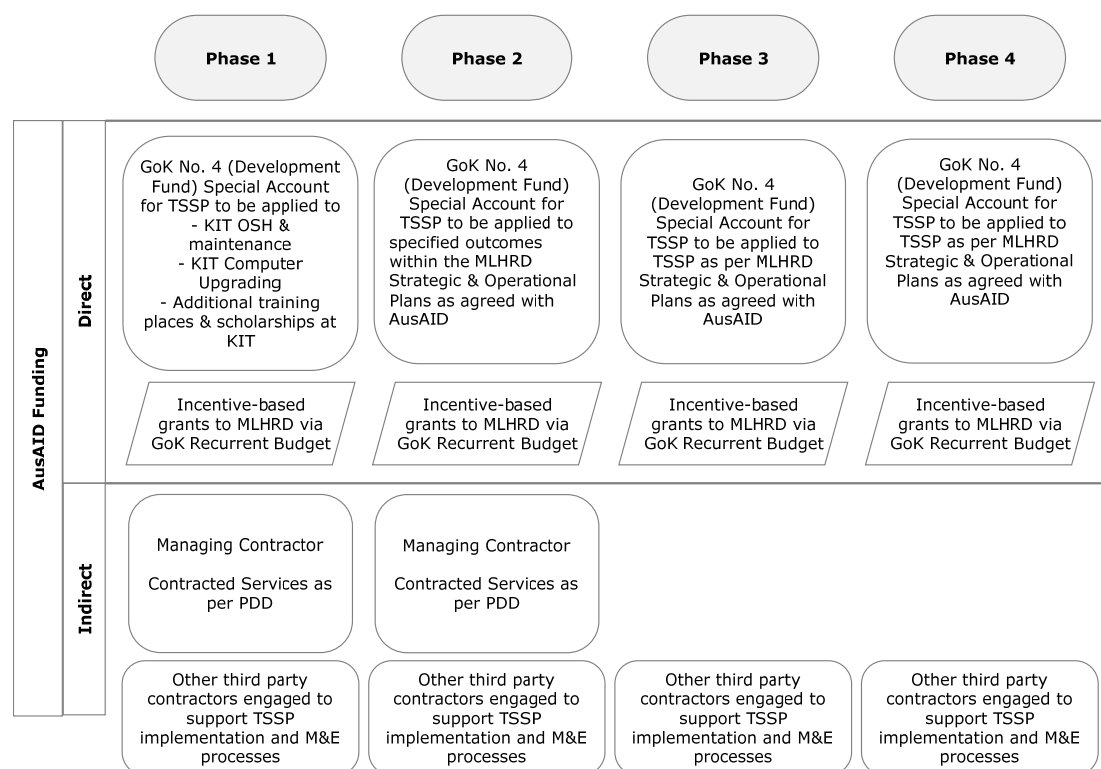 Phase 1
Phase 2
Phase 3
Phase 4
AusAID Funding
Direct
GoK No. 4 (Development
Fund) Special Account
for TSSP to be applied to
- KIT OSH &
maintenance
- KIT Computer
Upgrading
- Additional training
places & scholarships at
KIT
GoK No. 4
(Development Fund)
Special Account for
TSSP to be applied to
specified outcomes
within the MLHRD
Strategic & Operational
Plans as agreed with
AusAID
GoK No. 4
(Development Fund)
Special Account for
TSSP to be applied to
TSSP as per MLHRD
Strategic & Operational
Plans as agreed with
AusAID
GoK No. 4
(Development Fund)
Special Account for
TSSP to be applied to
TSSP as per MLHRD
Strategic & Operational
Plans as agreed with
AusAID
Incentive-based
grants to MLHRD via
GoK Recurrent Budget
Incentive-based
grants to MLHRD via
GoK Recurrent Budget
Incentive-based
grants to MLHRD via
GoK Recurrent Budget
Incentive-based
grants to MLHRD via
GoK Recurrent Budget
Indirect
Managing Contractor
Contracted Services as
per PDD
Managing Contractor
Contracted Services as
per PDD
Other third party
contractors engaged to
support TSSP
implementation and M&E
processes
Other third party
contractors engaged to
support TSSP
implementation and M&E
processes
Other third party
contractors engaged to
support TSSP
implementation and M&E
processes
Other third party
contractors engaged to
support TSSP
implementation and M&E
processes